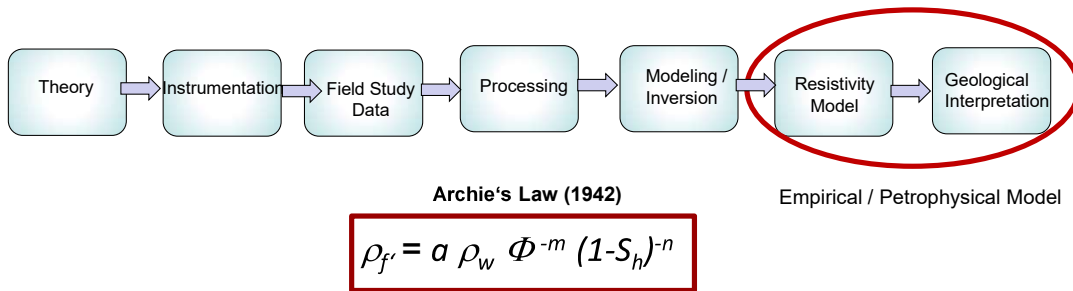 Theory
Instrumentation
Field Study
Data
Processing
Modeling /
Inversion
Resistivity
Model
Geological
Interpretation
Archie‘s Law (1942)
Empirical / Petrophysical Model
ρf‘ = a ρw Φ -m (1-Sh)-n